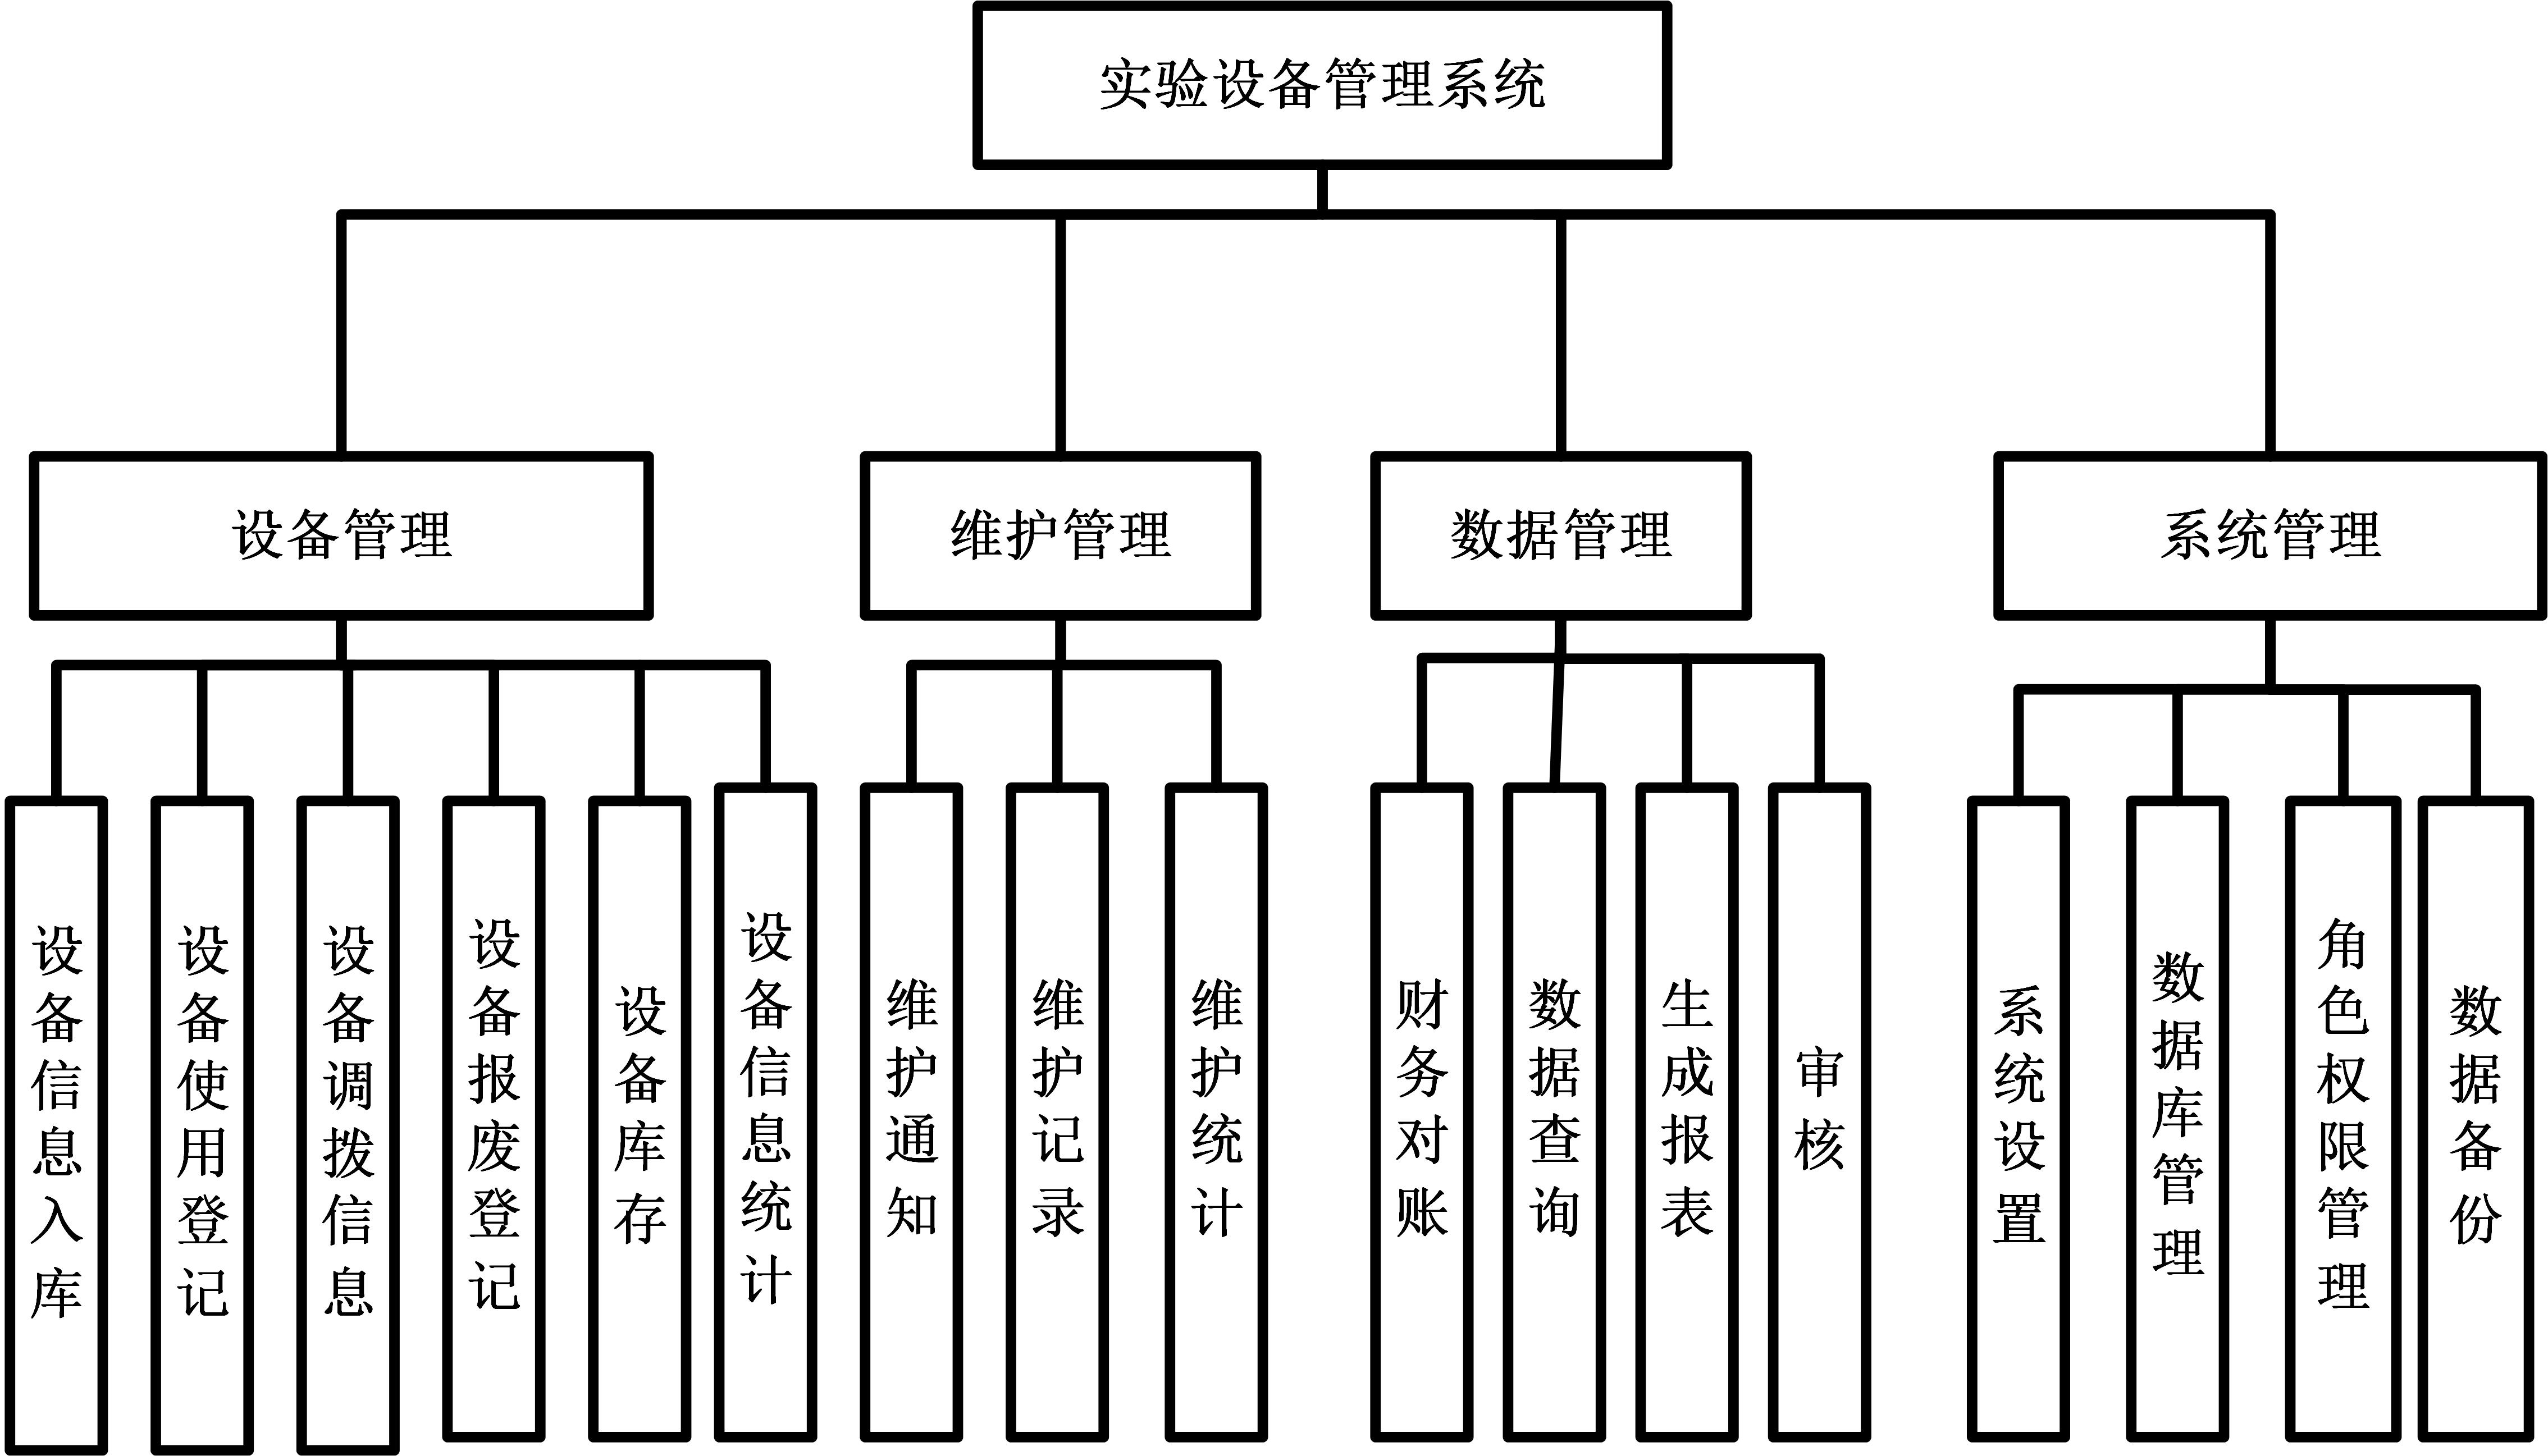 实验设备管理系统
设备管理
维护管理
数据管理
系统管理
设备信息入库
设备使用登记
设备调拨信息
设备报废登记
设备库存
设备信息统计
维护通知
维护记录
维护统计
财务对账
数据查询
生成报表
审核
系统设置
数据库管理
角色权限管理
数据备份